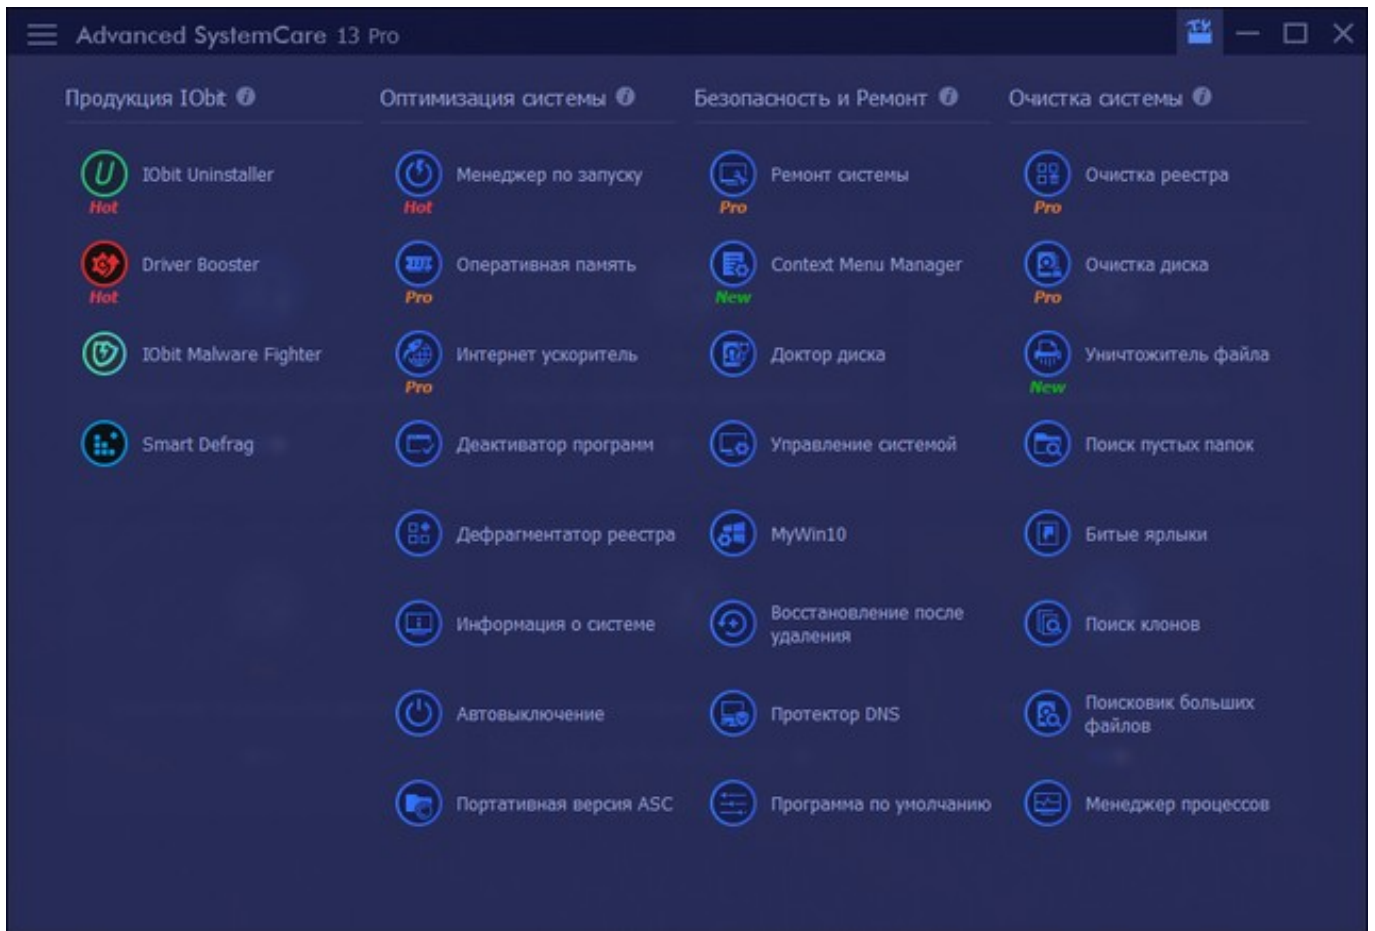 Advanced SystemCare 13 Pro
Продукция IObit
IObit Uninstaller
Hot
Driver Booster
Hot
IObit Malware Fighter
Smart Defrag
Оптимизация системы
Менеджер по запуску
Hot
Оперативная память
Pro
Интернет ускоритель
Pro
Деактиватор программ
Дефрагментатор реестра
Информация о системе
Автовыключение
Портативная версия ASC
Безопасность и Ремонт
Ремонт системы
Pro
Context Menu Manager
New
Доктор диска
Управление системой
MyWin10
Восстановление после
удаления
Протектор DNS
Программа по умолчанию
Очистка системы
Очистка реестра
Pro
Очистка диска
Pro
Уничтожитель файла
New
Поиск пустых папок
Битые ярлыки
Поиск клонов
Поисковик больших
файлов
Менеджер процессов